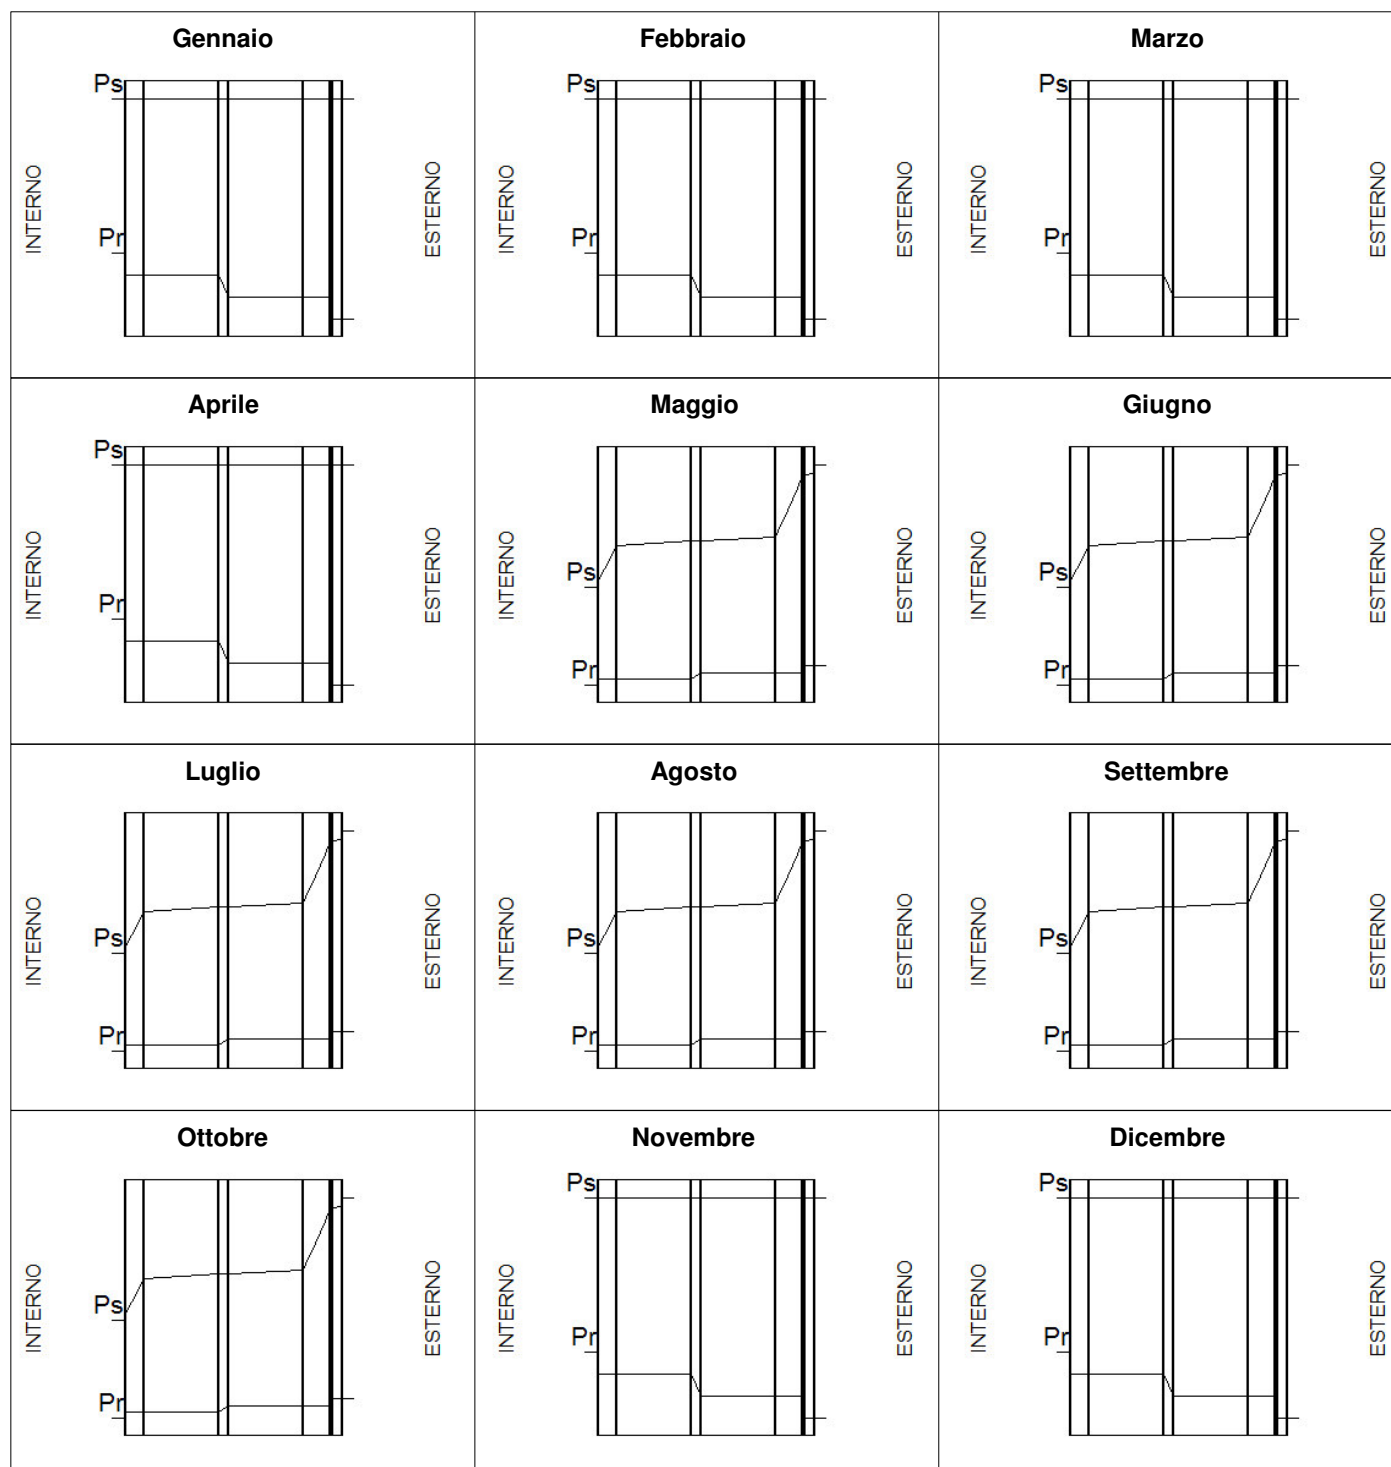 Gennaio
Ps
Pr
INTERNO
ESTERNO
Febbraio
Ps
Pr
INTERNO
ESTERNO
Marzo
Ps
Pr
INTERNO
ESTERNO
Aprile
Ps
Pr
INTERNO
ESTERNO
Maggio
Ps
Pr
INTERNO
ESTERNO
Giugno
Ps
Pr
INTERNO
ESTERNO
Luglio
Ps
Pr
INTERNO
ESTERNO
Agosto
Ps
Pr
INTERNO
ESTERNO
Settembre
Ps
Pr
INTERNO
ESTERNO
Ottobre
Ps
Pr
INTERNO
ESTERNO
Novembre
Ps
Pr
INTERNO
ESTERNO
Dicembre
Ps
Pr
INTERNO
ESTERNO